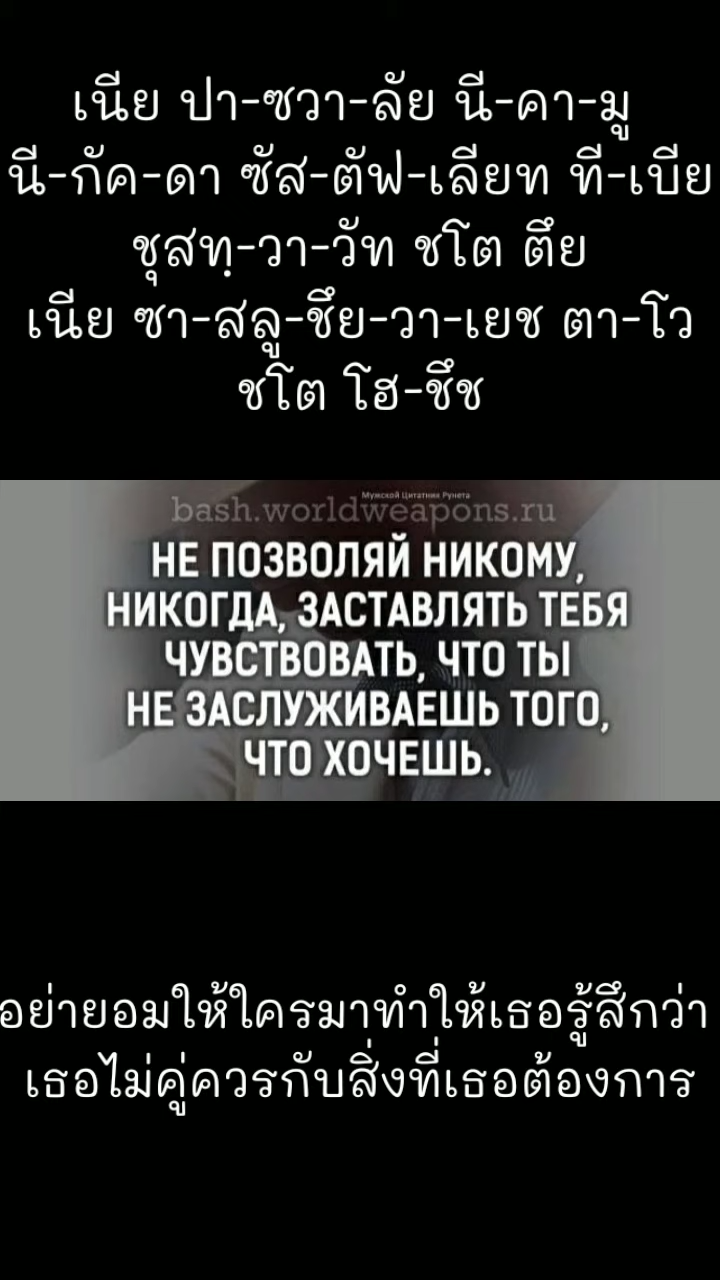 เนีย ปา-ซวา-ลัย นี-คา-มู
นี-กัค-ดา ซัส-ตัฟ-เลียท ที-เบีย
ชุสทฺ-วา-วัท ชโต ตึย
เนีย ซา-สลู-ชึย-วา-เยช ตา-โว
ชโต โฮ-ชึช
Мужской Цитатник Рунета
bash.worldweapons.ru
НЕ ПОЗВОЛЯЙ НИКОМУ,
НИКОГДА, ЗАСТАВЛЯТЬ ТЕБЯ
ЧУВСТВОВАТЬ, ЧТО ТЫ
НЕ ЗАСЛУЖИВАЕШЬ ТОГО,
ЧТО ХОЧЕШЬ.
อย่ายอมให้ใครมาทำให้เธอรู้สึกว่า
เธอไม่คู่ควรกับสิ่งที่เธอต้องการ